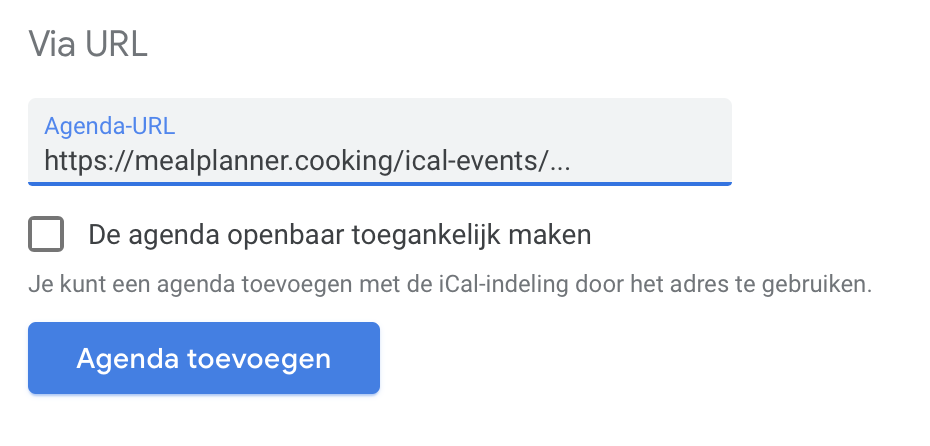 Via URL
Agenda-URL
https://mealplanner.cooking/ical-events/...
De agenda openbaar toegankelijk maken
Je kunt een agenda toevoegen met de iCal-indeling door het adres te gebruiken.
Agenda toevoegen